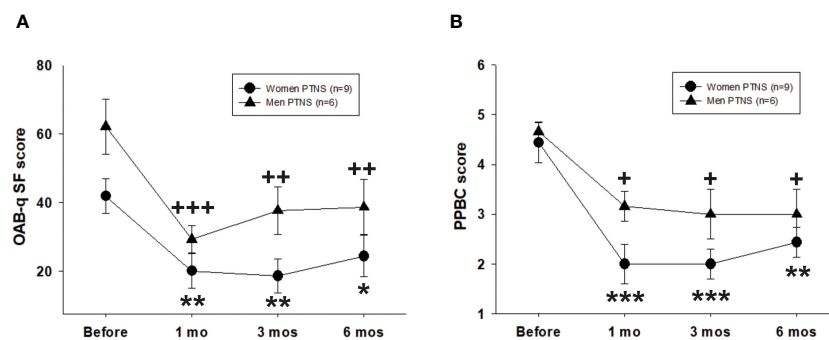 A
OAB-q SF score
80
60
40
20
Women PTNS (n=9)
Men PTNS (n=6)
+++
++
++
**
**
*
Before 1 mo 3 mos 6 mos
B
PPBC score
6
5
4
3
2
1
Women PTNS (n=9)
Men PTNS (n=6)
+
+
+
***
***
**
Before 1 mo 3 mos 6 mos